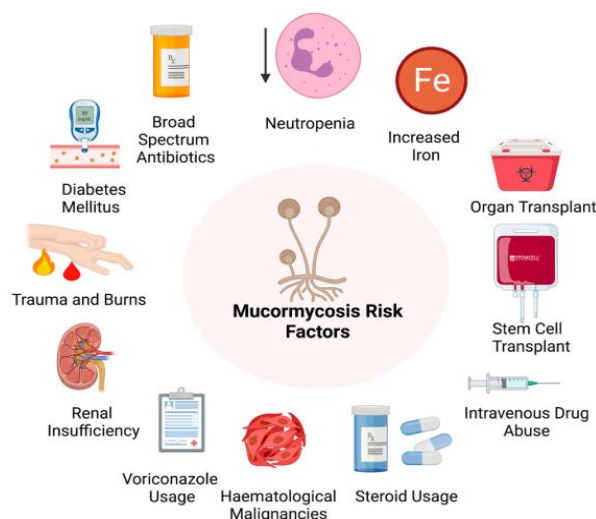 Neutropenia
Fe
Increased
Iron
Organ Transplant
STEMCELL
Stem Cell
Transplant
Intravenous Drug
Abuse
Steroid Usage
Haematological
Malignancies
Voriconazole
Usage
Renal
Insufficiency
Trauma and Burns
Diabetes
Mellitus
Broad
Spectrum
Antibiotics
Mucormycosis Risk
Factors